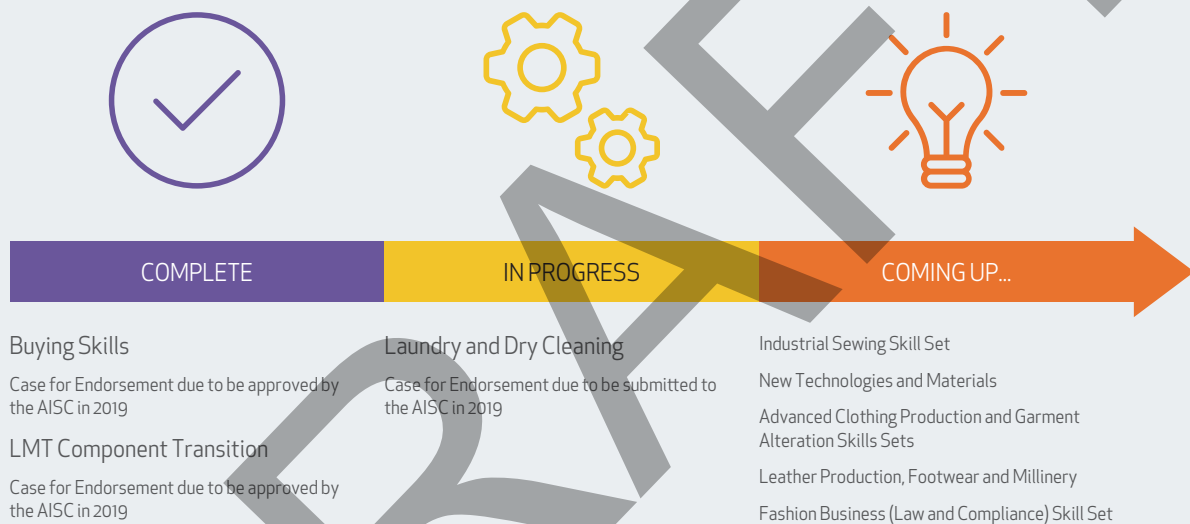 COMPLETE
IN PROGRESS
COMING UP...
Buying Skills
Case for Endorsement due to be approved by
the AISC in 2019
LMT Component Transition
Case for Endorsement due to be approved by
the AISC in 2019
Laundry and Dry Cleaning
Case for Endorsement due to be submitted to
the AISC in 2019
Industrial Sewing Skill Set
New Technologies and Materials
Advanced Clothing Production and Garment
Alteration Skills Sets
Leather Production, Footwear and Millinery
Fashion Business (Law and Compliance) Skill Set
RAF